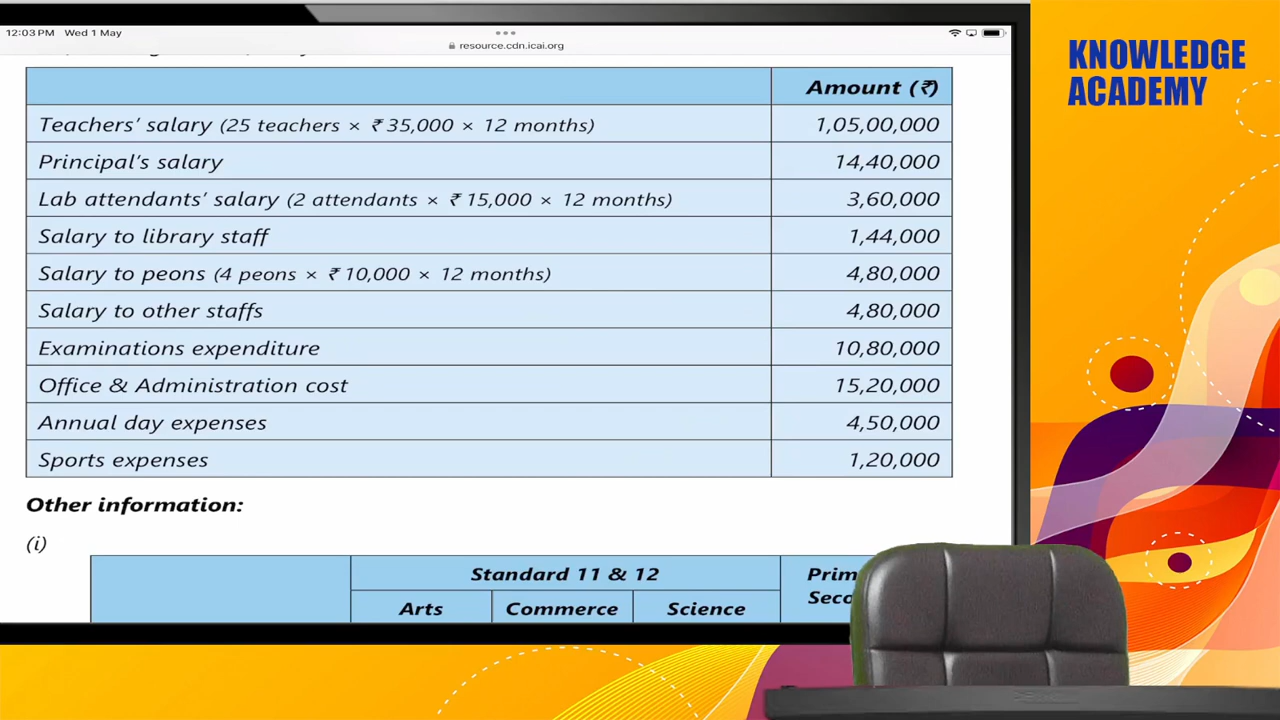 12:03 PM Wed 1 May
resource.cdn.icai.org
KNOWLEDGE
ACADEMY
Amount (₹)
Teachers' salary (25 teachers × ₹ 35,000 × 12 months) 1,05,00,000
Principal's salary 14,40,000
Lab attendants' salary (2 attendants × ₹ 15,000 × 12 months) 3,60,000
Salary to library staff 1,44,000
Salary to peons (4 peons × ₹ 10,000 × 12 months) 4,80,000
Salary to other staffs 4,80,000
Examinations expenditure 10,80,000
Office & Administration cost 15,20,000
Annual day expenses 4,50,000
Sports expenses 1,20,000
Other information:
(i)
Standard 11 & 12
Arts Commerce Science